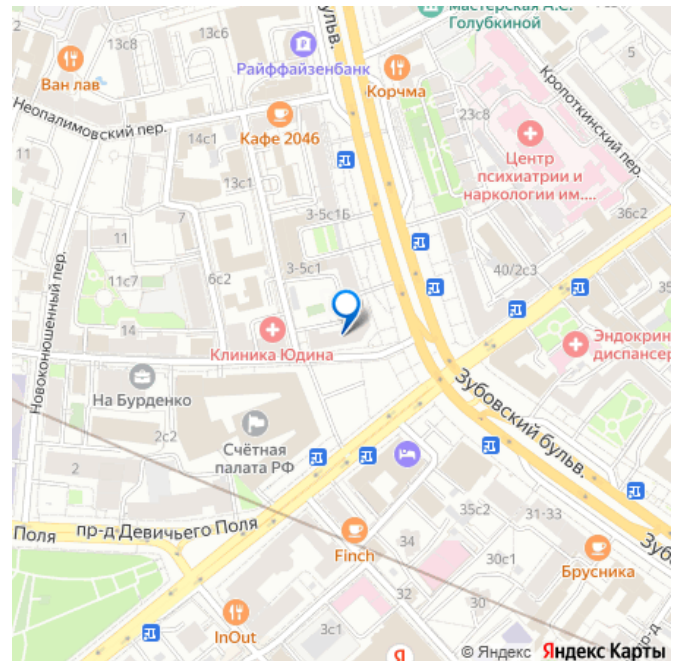 мастерская А.С.
Голубкиной
13с8
13с6
бульв.
5
Райффайзенбанк
Ван лав
Корчма
Кропоткинский пер.
Неопалимовский пер.
23с8
Кафе 2046
14с1
11
Центр
психиатрии и
наркологии им....
13с1
36с2
7
3-5с1Б
11
40/2с3
35
11с7
6с2
3-5с1
14
Эндокрин
диспансер
Клиника Юдина
Новоконюшенный пер.
Зубовский бульв.
На Бурденко
2с2
Счётная
палата РФ
2
35с2
31-33
Поля
пр-д Девичьего Поля
Finch
34
Зубо
30с1
Брусника
32
30
InOut
3с1
р-д
Я
© Яндекс Яндекс Карты